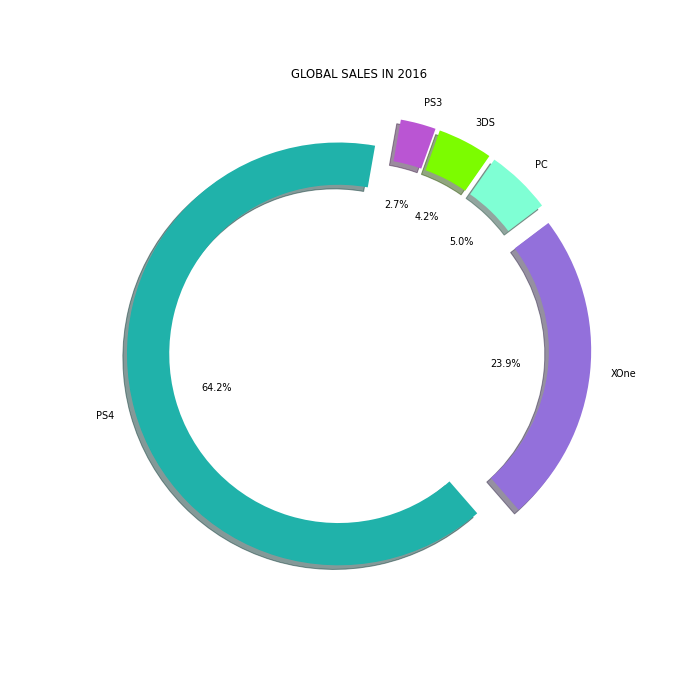 GLOBAL SALES IN 2016
PS3
3DS
PC
2.7%
4.2%
5.0%
23.9%
XOne
64.2%
PS4